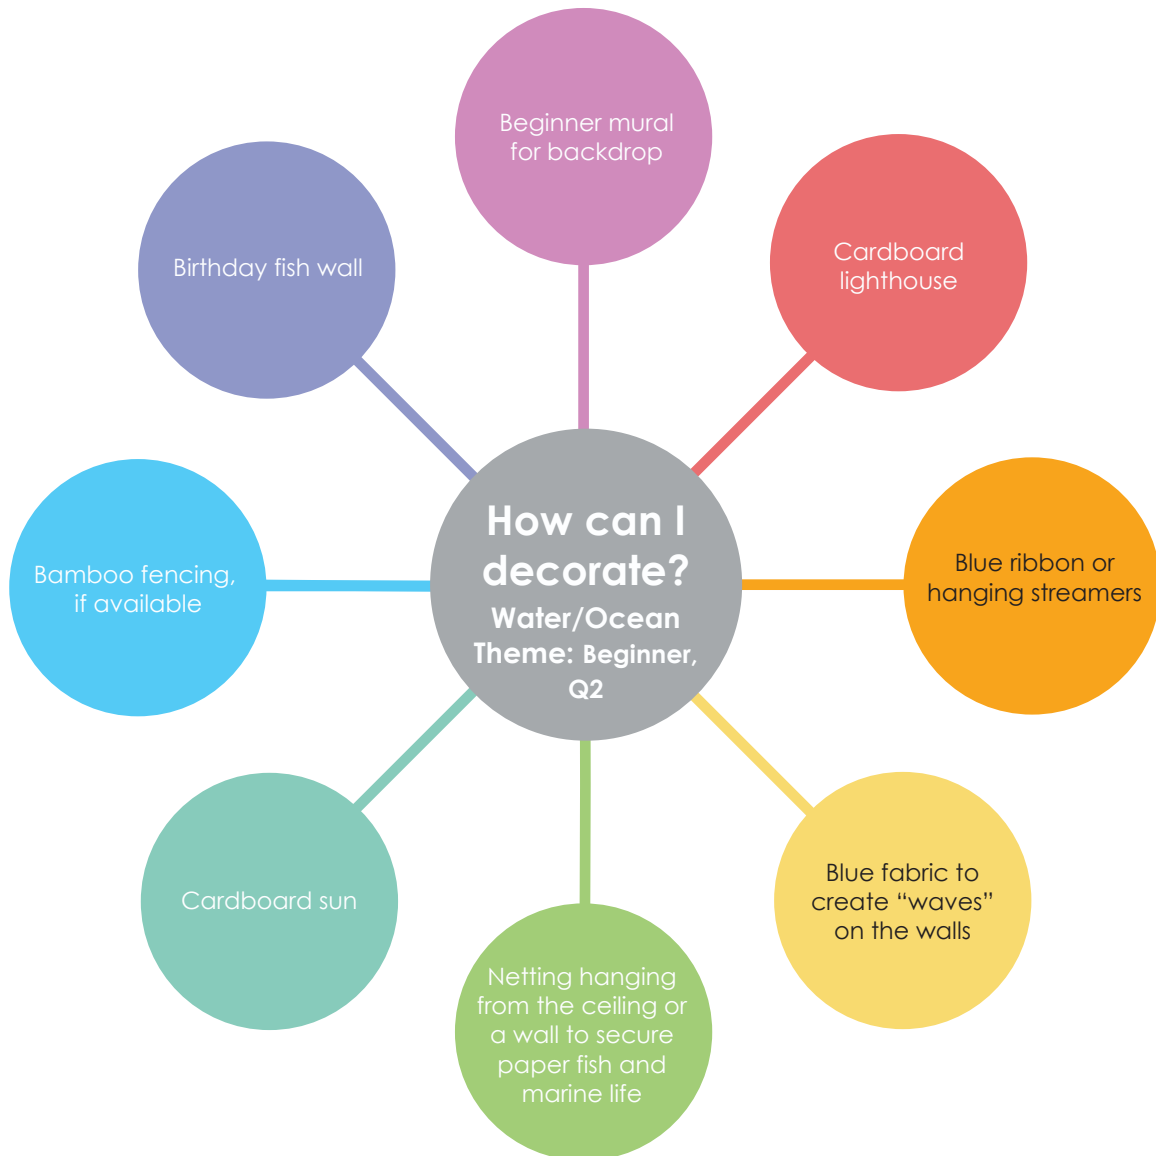 How can I
decorate?
Water/Ocean
Theme: Beginner,
Q2
Beginner mural
for backdrop
Cardboard
lighthouse
Blue ribbon or
hanging streamers
Blue fabric to
create “waves”
on the walls
Netting hanging
from the ceiling or
a wall to secure
paper fish and
marine life
Cardboard sun
Bamboo fencing,
if available
Birthday fish wall